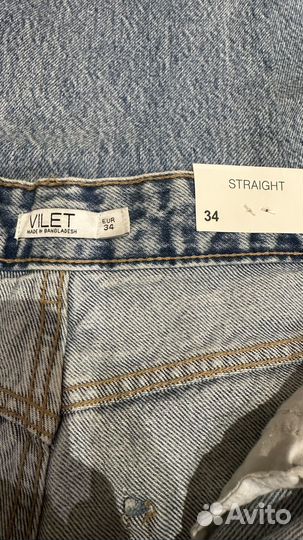 STRAIGHT
34
VILET
MADE IN BANGLADESH
EUR
34
Avito